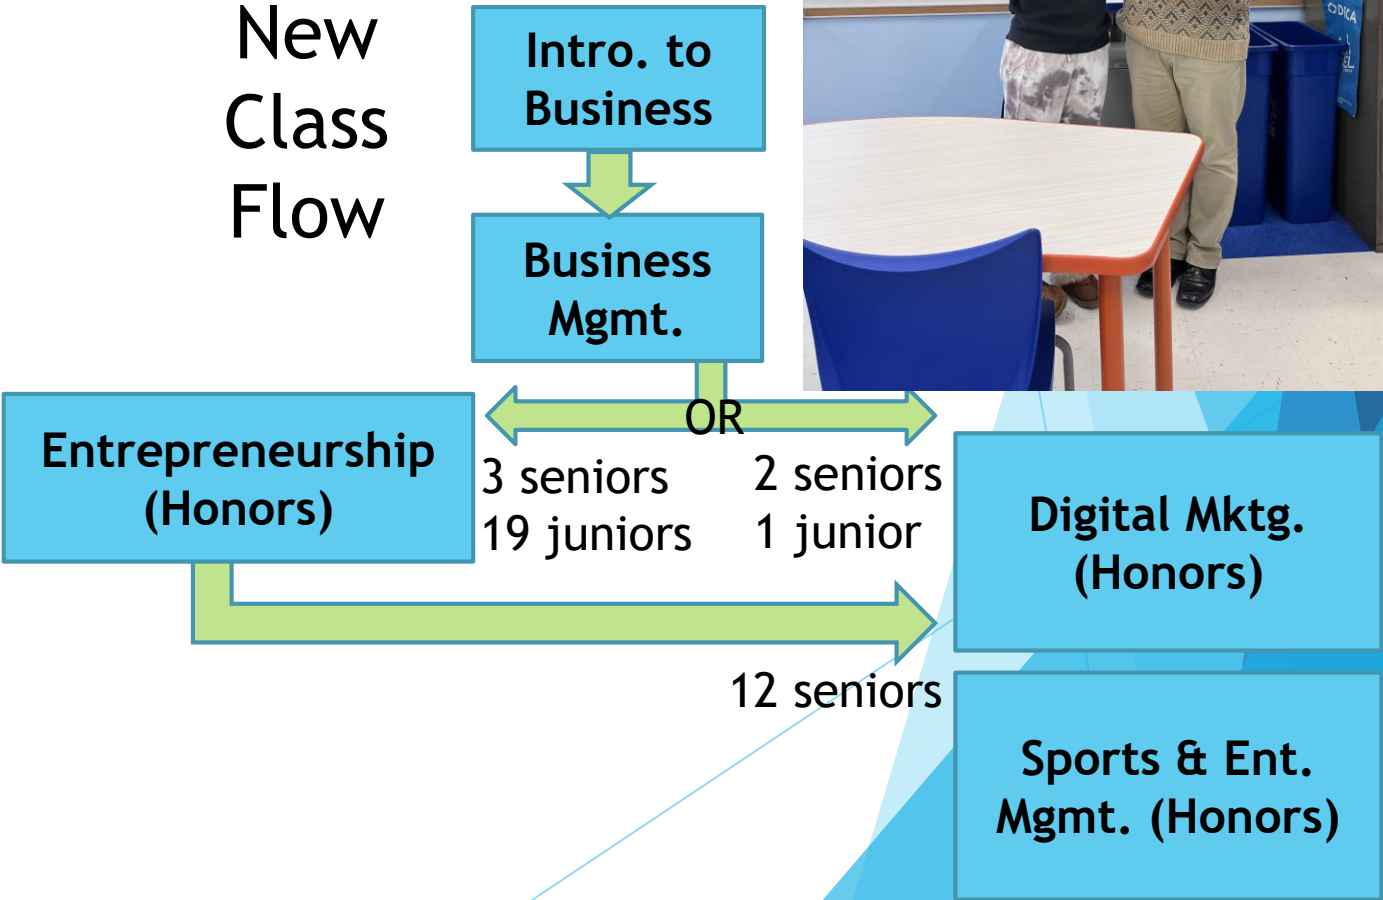 New
Class
Flow
Intro. to
Business
Business
Mgmt.
OR
Entrepreneurship
(Honors)
3 seniors
19 juniors
2 seniors
1 junior
Digital Mktg.
(Honors)
12 seniors
Sports & Ent.
Mgmt. (Honors)
DICA